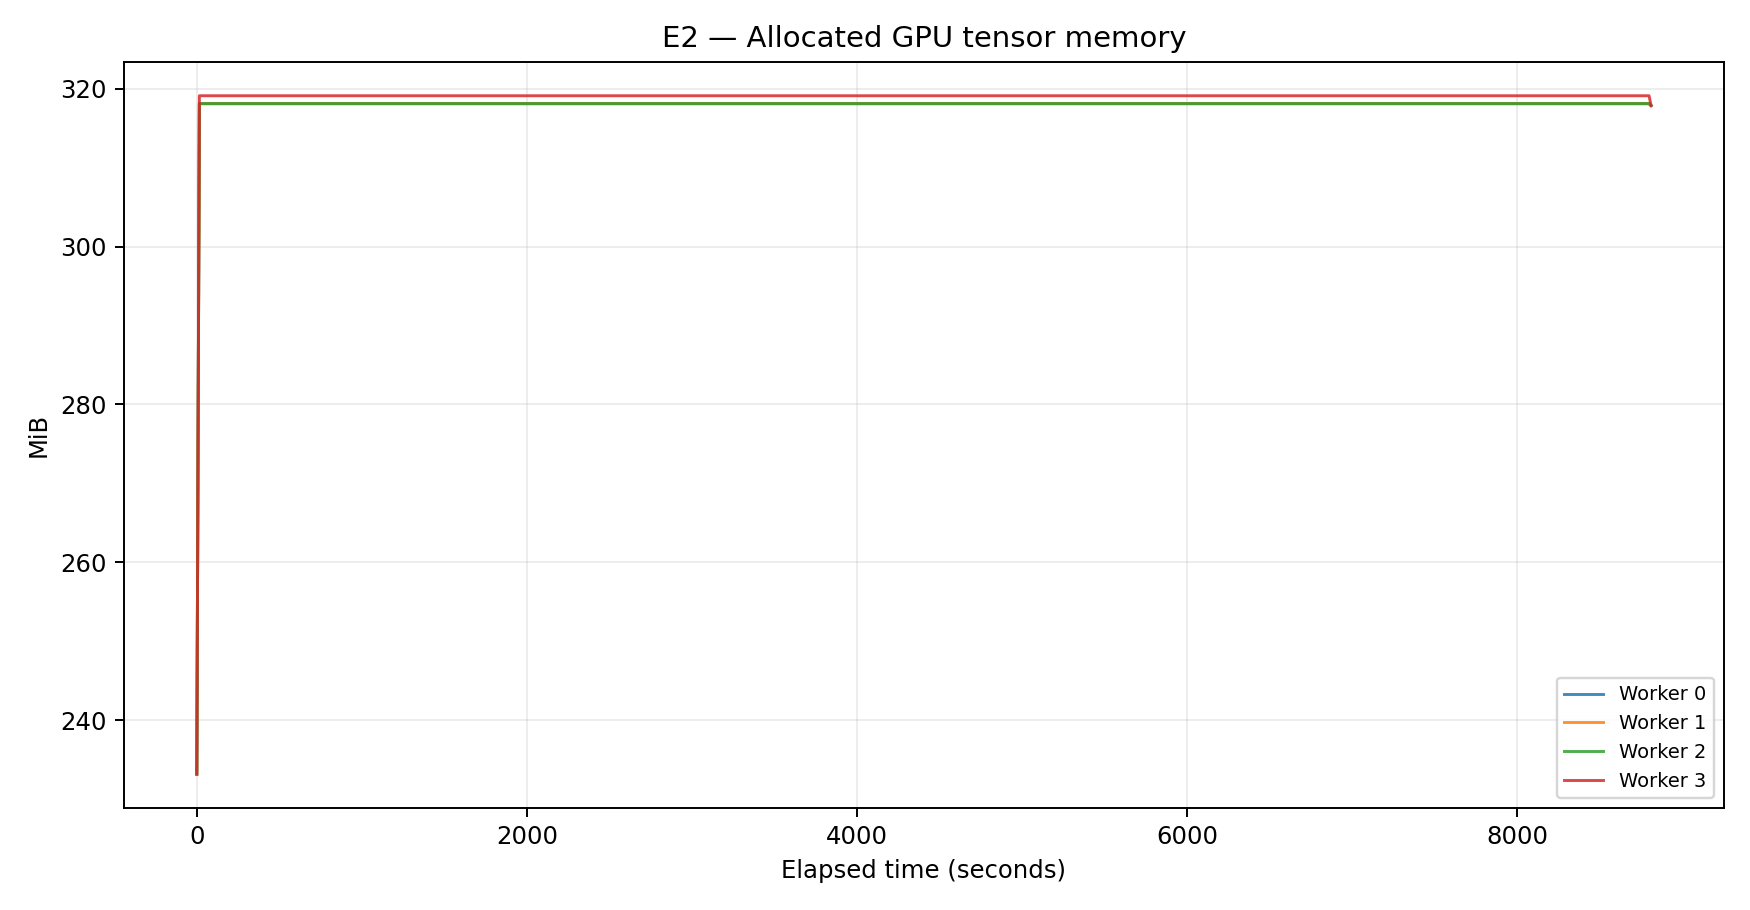 E2 — Allocated GPU tensor memory
MiB
320
300
280
260
240
0 2000 4000 6000 8000
Elapsed time (seconds)
Worker 0
Worker 1
Worker 2
Worker 3